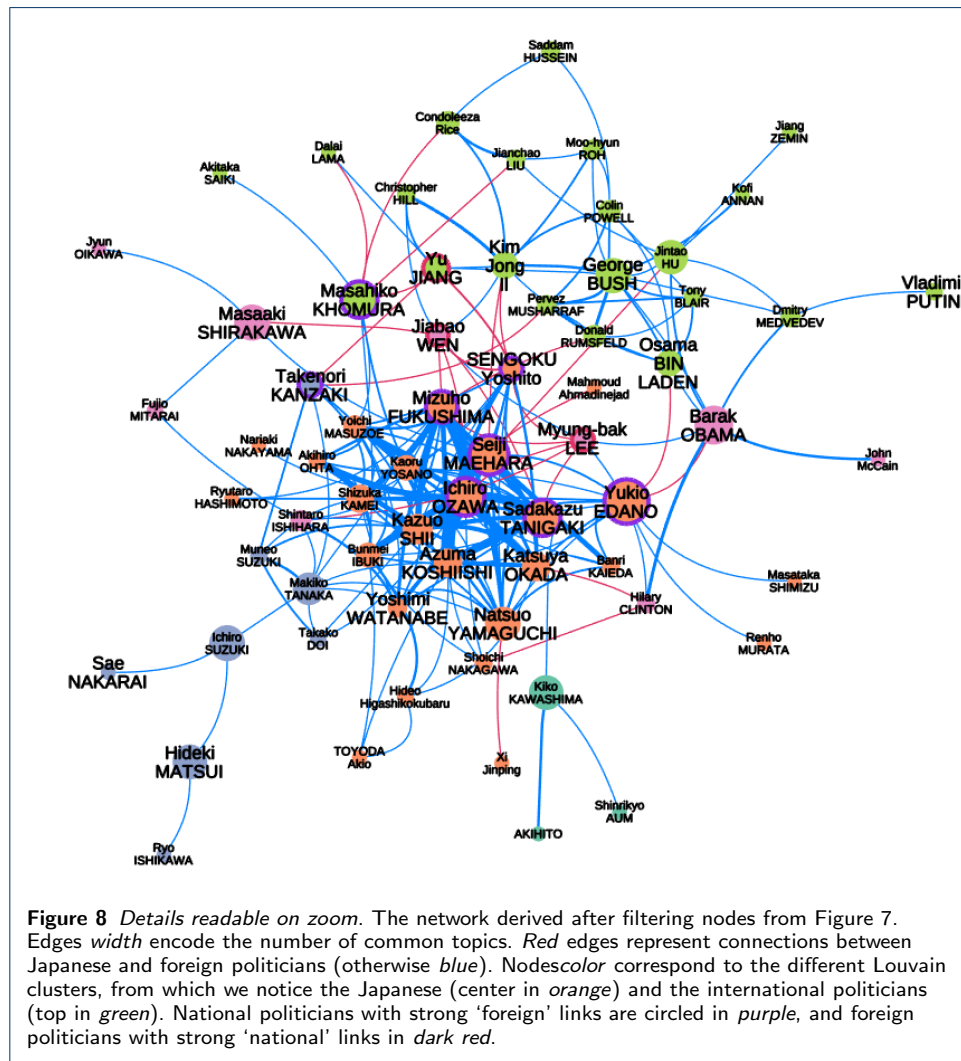 Saddam
HUSSEIN
Condoleeza
Rice
Moo-hyun
ROH
Jiang
ZEMIN
Dalai
LAMA
Jianchao
LIU
Akitaka
SAIKI
Christopher
HILL
Kofi
ANNAN
Colin
POWELL
Jyun
OIKAWA
Yu
JIANG
Kim
Jong
Il
George
BUSH
Jintao
HU
Masahiko
KHOMURA
Tony
BLAIR
Vladimi
PUTIN
Pervez
MUSHARRAF
Dmitry
MEDVEDEV
Masaaki
SHIRAKAWA
Jiabao
WEN
Donald
RUMSFELD
Osama
BIN
LADEN
SENGOKU
Yoshito
Takenori
KANZAKI
Mahmoud
Ahmadinejad
Mizuho
FUKUSHIMA
Fujio
MITARAI
Yoichi
MASUZOE
Barak
OBAMA
Myung-bak
LEE
Nariaki
NAKAYAMA
Akihiro
OHTA
Seiji
MAEHARA
John
McCain
Kaoru
YOSANO
Ryutaro
HASHIMOTO
Shizuka
KAMEI
Ichiro
OZAWA
Yukio
EDANO
Sadakazu
TANIGAKI
Shintaro
ISHIHARA
Kazuo
SHII
Muneo
SUZUKI
Bunmei
IBUKI
Azuma
KOSHIISHI
Katsuya
OKADA
Banri
KAIEDA
Makiko
TANAKA
Masataka
SHIMIZU
Yoshimi
WATANABE
Hilary
CLINTON
Natsuo
YAMAGUCHI
Ichiro
SUZUKI
Takako
DOI
Renho
MURATA
Sae
NAKARAI
Shoichi
NAKAGAWA
Kiko
KAWASHIMA
Hideo
Higashikokubaru
Hideki
MATSUI
TOYODA
Akio
Xi
Jinping
Shinrikyo
AUM
AKIHITO
Ryo
ISHIKAWA
Figure 8 Details readable on zoom. The network derived after filtering nodes from Figure 7.
Edges width encode the number of common topics. Red edges represent connections between
Japanese and foreign politicians (otherwise blue). Nodescolor correspond to the different Louvain
clusters, from which we notice the Japanese (center in orange) and the international politicians
(top in green). National politicians with strong ‘foreign’ links are circled in purple, and foreign
politicians with strong ‘national’ links in dark red.